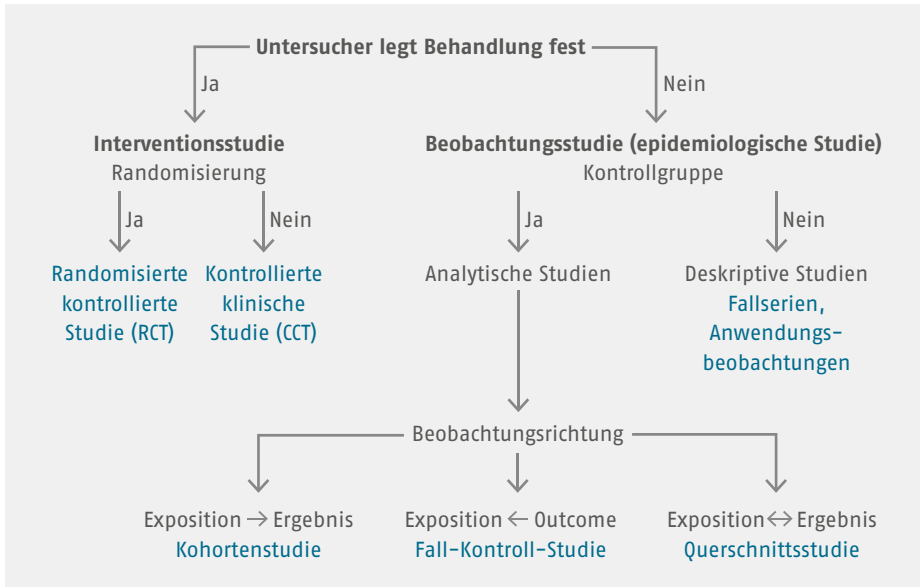 Untersucher legt Behandlung fest
Ja
Nein
Interventionsstudie
Randomisierung
Beobachtungsstudie (epidemiologische Studie)
Kontrollgruppe
Ja
Nein
Ja
Nein
Randomisierte
kontrollierte
Studie (RCT)
Kontrollierte
klinische
Studie (CCT)
Analytische Studien
Deskriptive Studien
Fallserien,
Anwendungs-
beobachtungen
Beobachtungsrichtung
Exposition → Ergebnis
Kohortenstudie
Exposition ← Outcome
Fall-Kontroll-Studie
Exposition ↔ Ergebnis
Querschnittsstudie